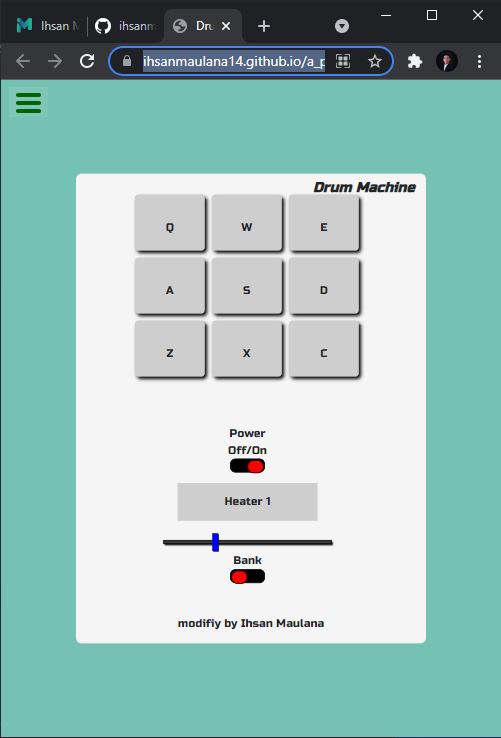 Ihsan M
ihsanm
Dru
ihsanmaulana14.github.io/a_p
Drum Machine
Q W E
A S D
Z X C
Power
Off/On
Heater 1
Bank
modifiy by Ihsan Maulana